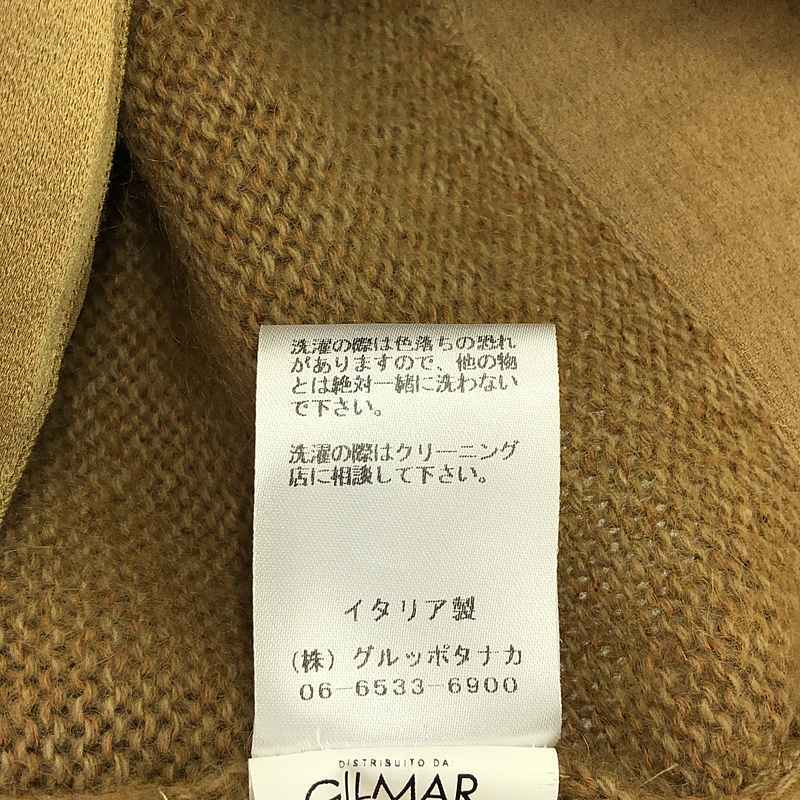 洗濯の際は色落ちの恐れ
がありますので、他の物
とは絶対一緒に洗わない
で下さい。
洗濯の際はクリーニング
店に相談して下さい。
イタリア製
(株) グルッポタナカ
06-6533-6900
DISTRIBUITO DA:
GILMAR